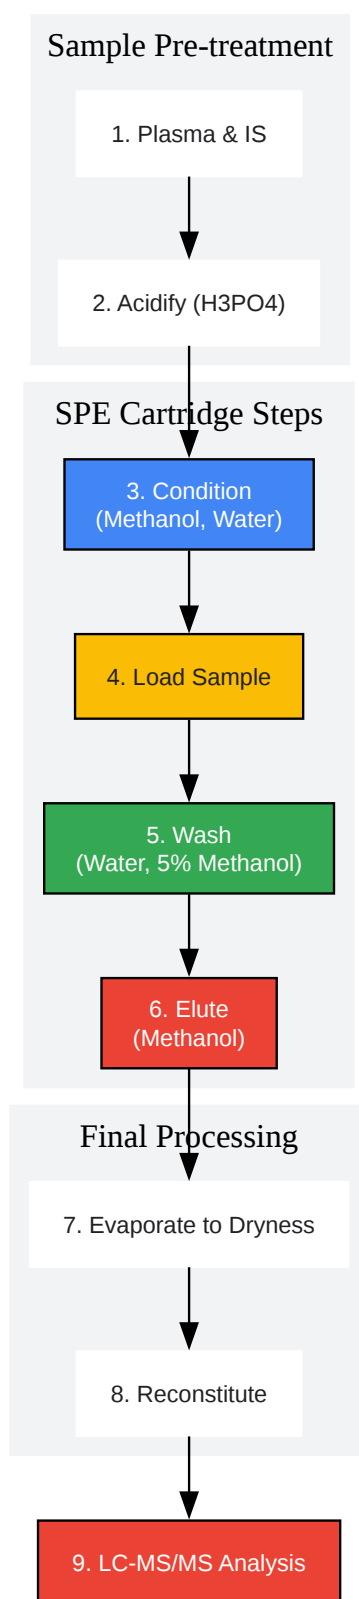 Sample Pre-treatment
1. Plasma & IS
2. Acidify (H3PO4)
SPE Cartridge Steps
3. Condition
(Methanol, Water)
4. Load Sample
5. Wash
(Water, 5% Methanol)
6. Elute
(Methanol)
Final Processing
7. Evaporate to Dryness
8. Reconstitute
9. LC-MS/MS Analysis